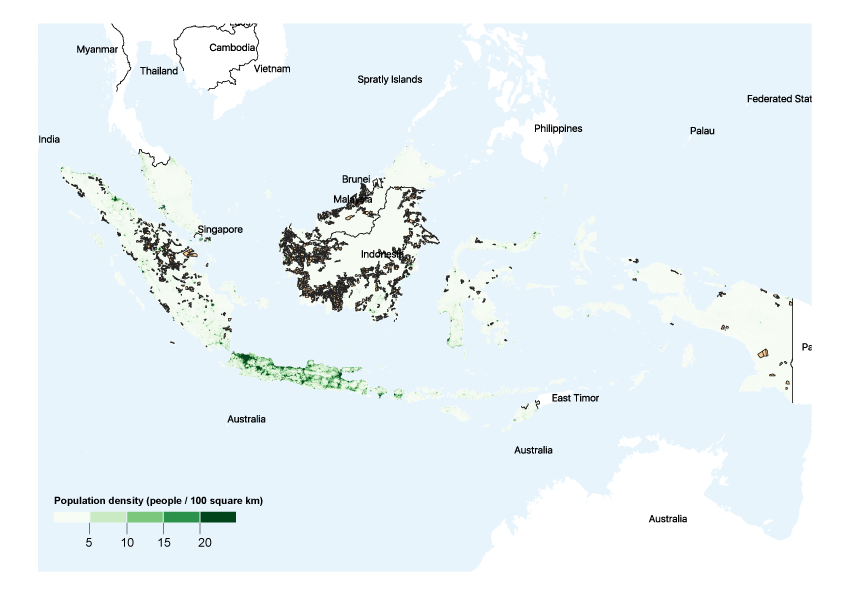 Myanmar
Cambodia
Thailand
Vietnam
Spratly Islands
Federated Stat
Philippines
Palau
India
Brunei
Malaysia
Singapore
Indonesia
Pa
East Timor
Australia
Australia
Population density (people / 100 square km)
5 10 15 20
Australia